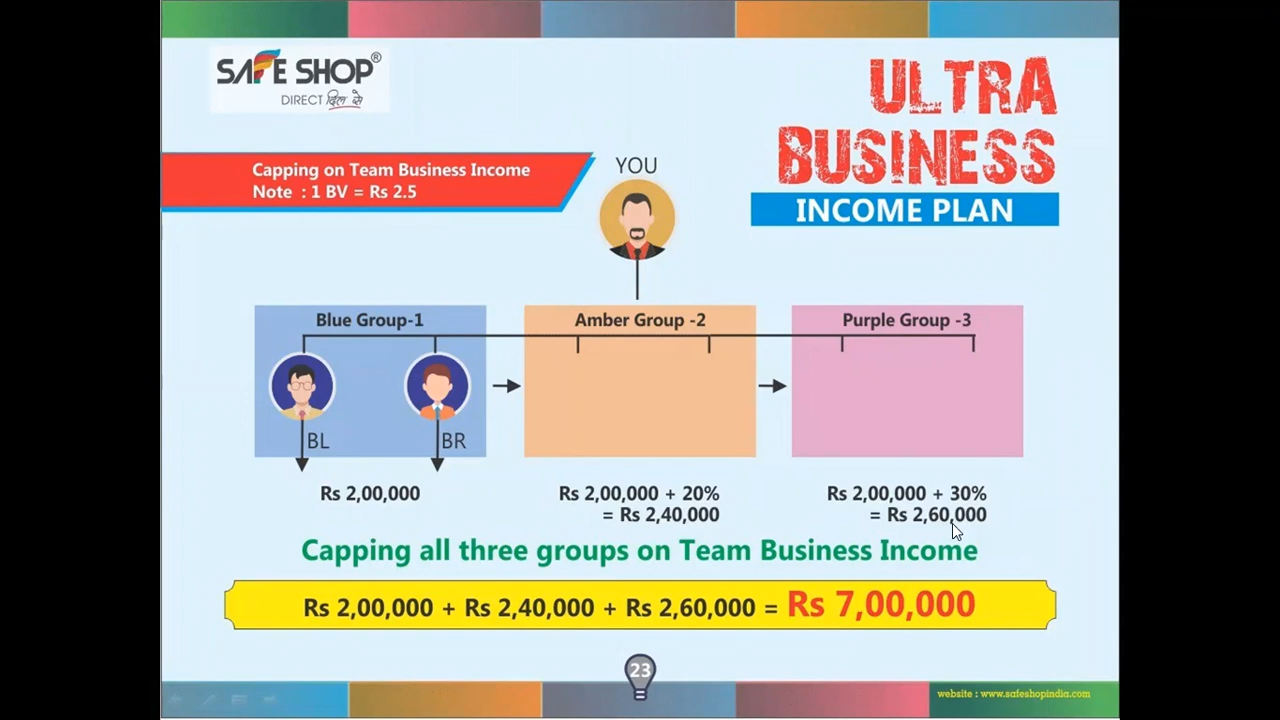 SAFE SHOP®
DIRECT दिल से
ULTRA
BUSINESS
INCOME PLAN
Capping on Team Business Income
Note : 1 BV = Rs 2.5
YOU
Blue Group-1
Amber Group -2
Purple Group -3
BL
BR
Rs 2,00,000
Rs 2,00,000 + 20%
= Rs 2,40,000
Rs 2,00,000 + 30%
= Rs 2,60,000
Capping all three groups on Team Business Income
Rs 2,00,000 + Rs 2,40,000 + Rs 2,60,000 = Rs 7,00,000
23
website : www.safeshopindia.com